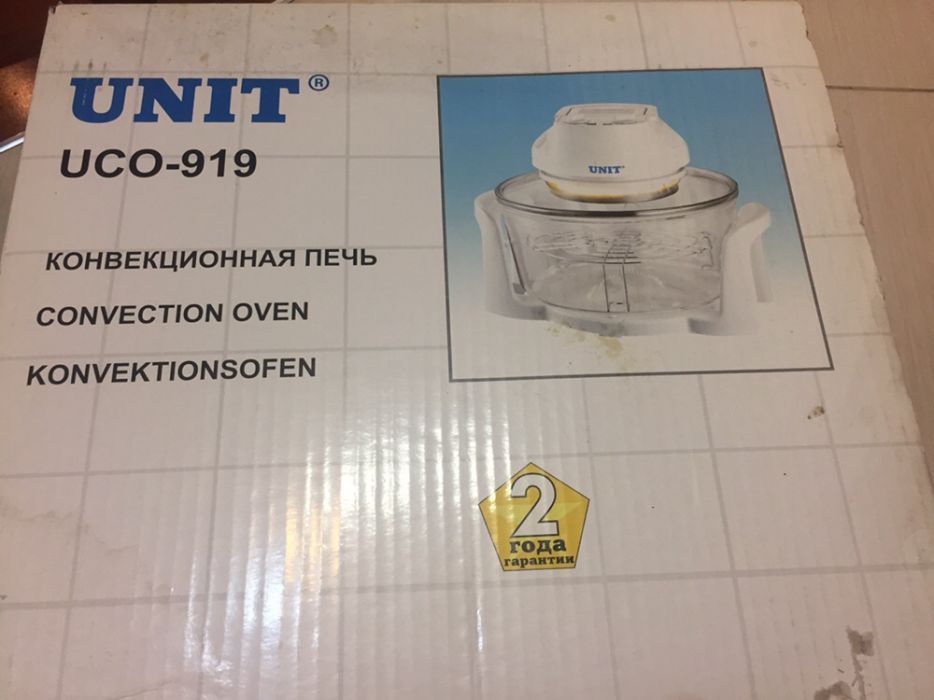 UNIT®
UCO-919
КОНВЕКЦИОННАЯ ПЕЧЬ
CONVECTION OVEN
KONVEKTIONSOFEN
UNIT®
2
года
гарантии